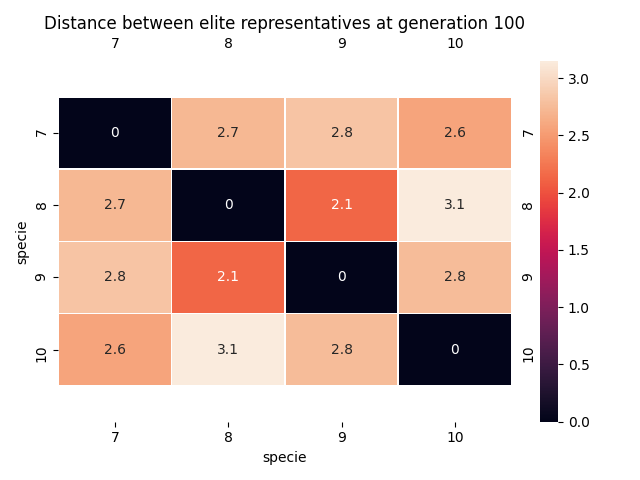 Distance between elite representatives at generation 100
7 8 9 10
7 0 2.7 2.8 2.6 7
8 2.7 0 2.1 3.1 8
9 2.8 2.1 0 2.8 9
10 2.6 3.1 2.8 0 10
specie
7 8 9 10
specie
3.0
2.5
2.0
1.5
1.0
0.5
0.0